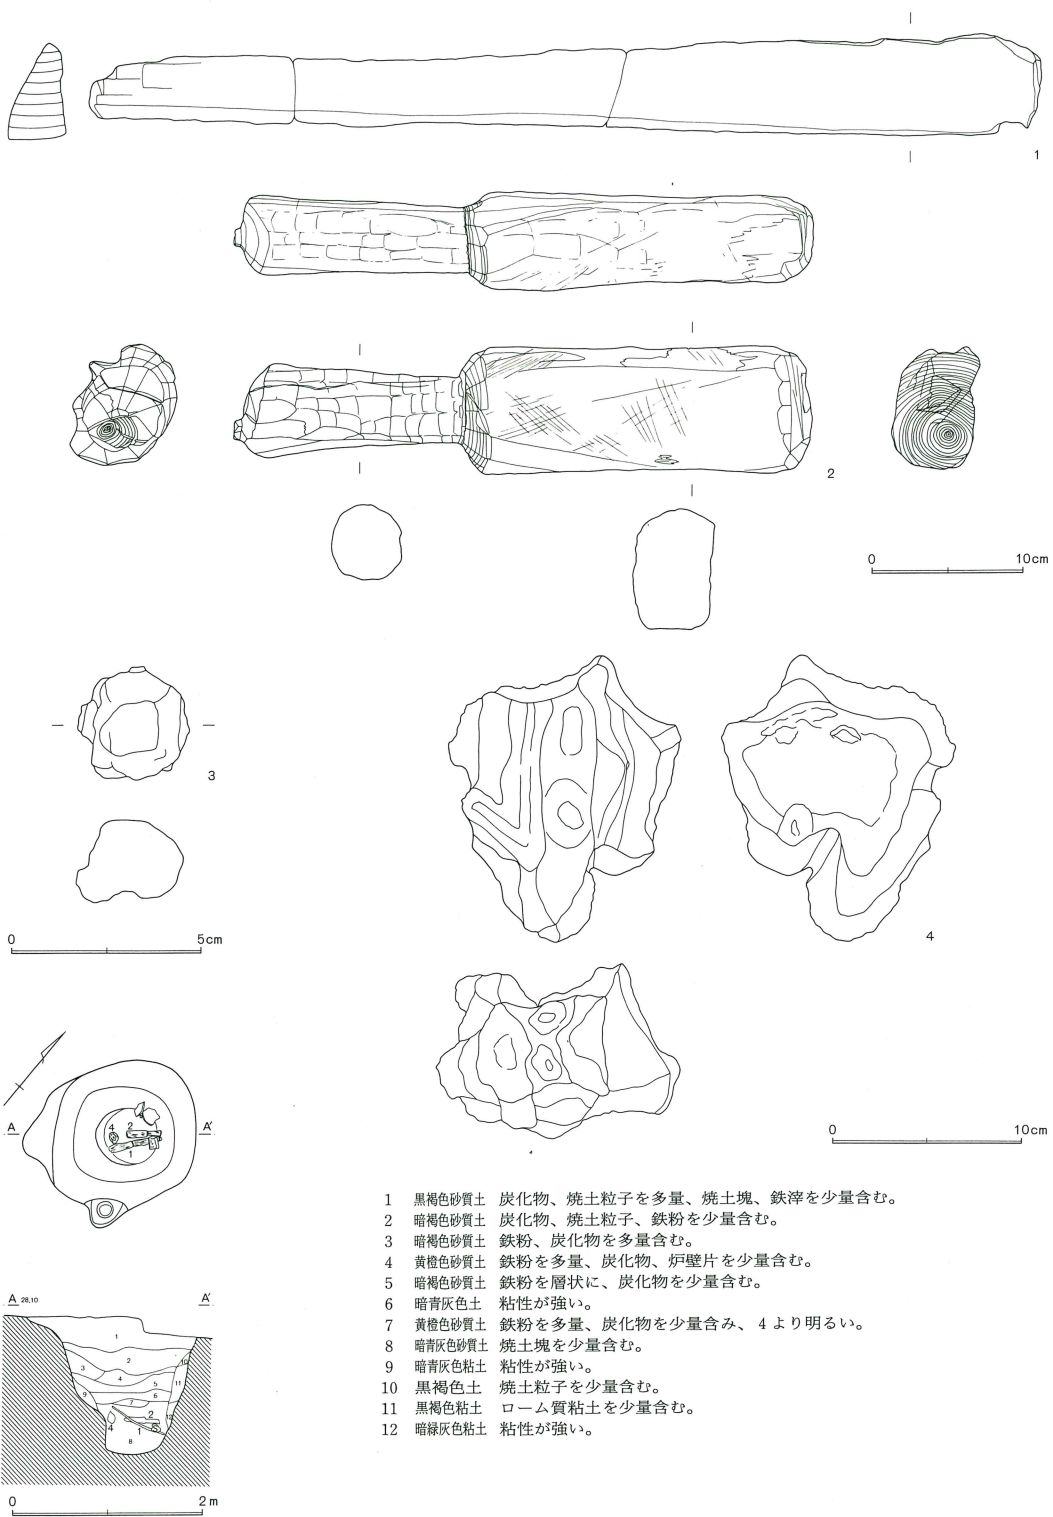 1
2
0 10cm
3
0 5cm
4
0 10cm
A A′
4 2
1
A 28,10 A′
1
2
3 4 5 10
6 11
9 7
2 12
4 1
8
0 2m
1 黒褐色砂質土 炭化物、焼土粒子を多量、焼土塊、鉄滓を少量含む。
2 暗褐色砂質土 炭化物、焼土粒子、鉄粉を少量含む。
3 暗褐色砂質土 鉄粉、炭化物を多量含む。
4 黄橙色砂質土 鉄粉を多量、炭化物、炉壁片を少量含む。
5 暗褐色砂質土 鉄粉を層状に、炭化物を少量含む。
6 暗青灰色土 粘性が強い。
7 黄橙色砂質土 鉄粉を多量、炭化物を少量含み、4より明るい。
8 暗青灰色砂質土 焼土塊を少量含む。
9 暗青灰色粘土 粘性が強い。
10 黒褐色土 焼土粒子を少量含む。
11 黒褐色粘土 ローム質粘土を少量含む。
12 暗緑灰色粘土 粘性が強い。